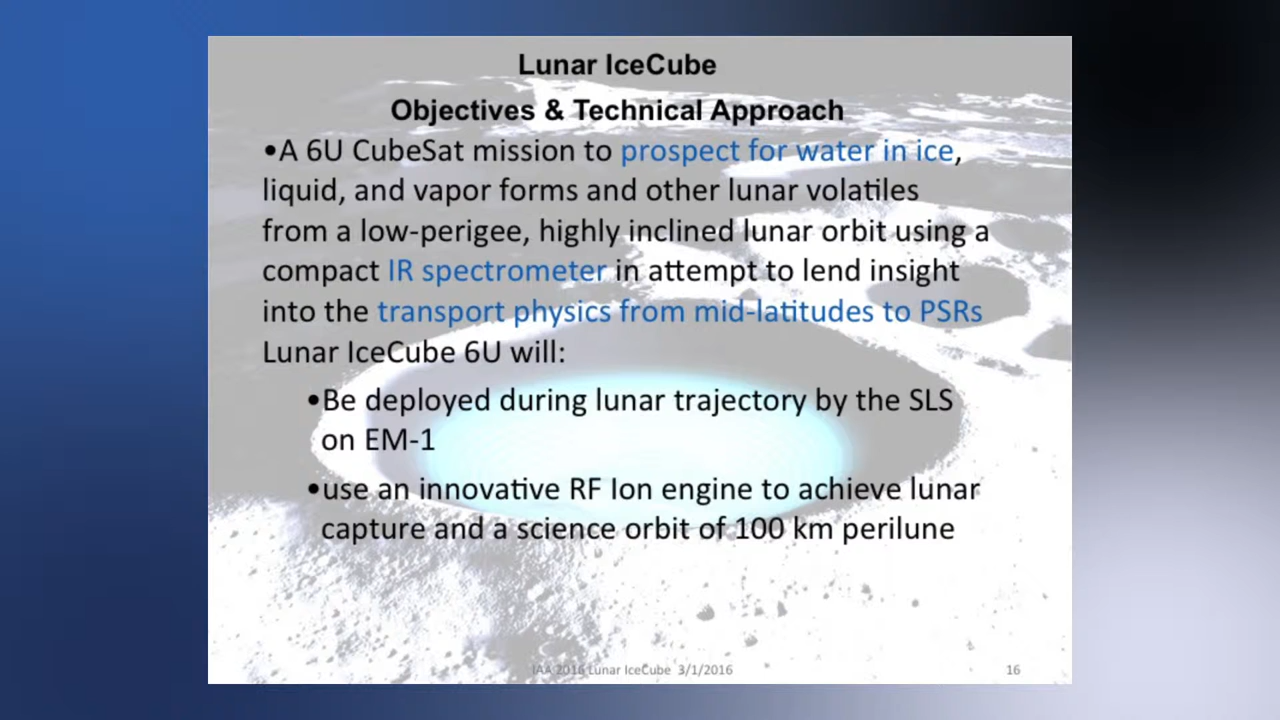 Lunar IceCube
Objectives & Technical Approach
•A 6U CubeSat mission to prospect for water in ice,
liquid, and vapor forms and other lunar volatiles
from a low-perigee, highly inclined lunar orbit using a
compact IR spectrometer in attempt to lend insight
into the transport physics from mid-latitudes to PSRs
Lunar IceCube 6U will:
•Be deployed during lunar trajectory by the SLS
on EM-1
•use an innovative RF Ion engine to achieve lunar
capture and a science orbit of 100 km perilune
IAA 2016 Lunar IceCube 3/1/2016
16